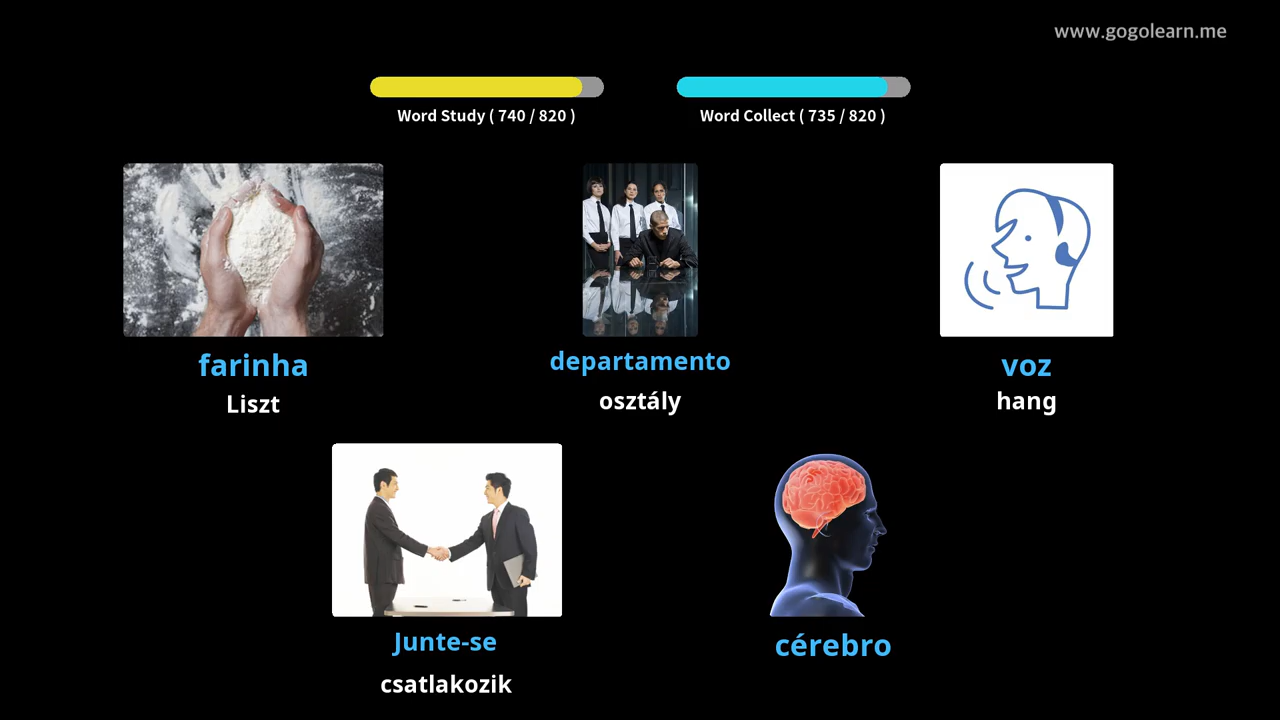 www.gogolearn.me
Word Study ( 740 / 820 )
Word Collect ( 735 / 820 )
farinha
Liszt
departamento
osztály
voz
hang
Junte-se
csatlakozik
cérebro